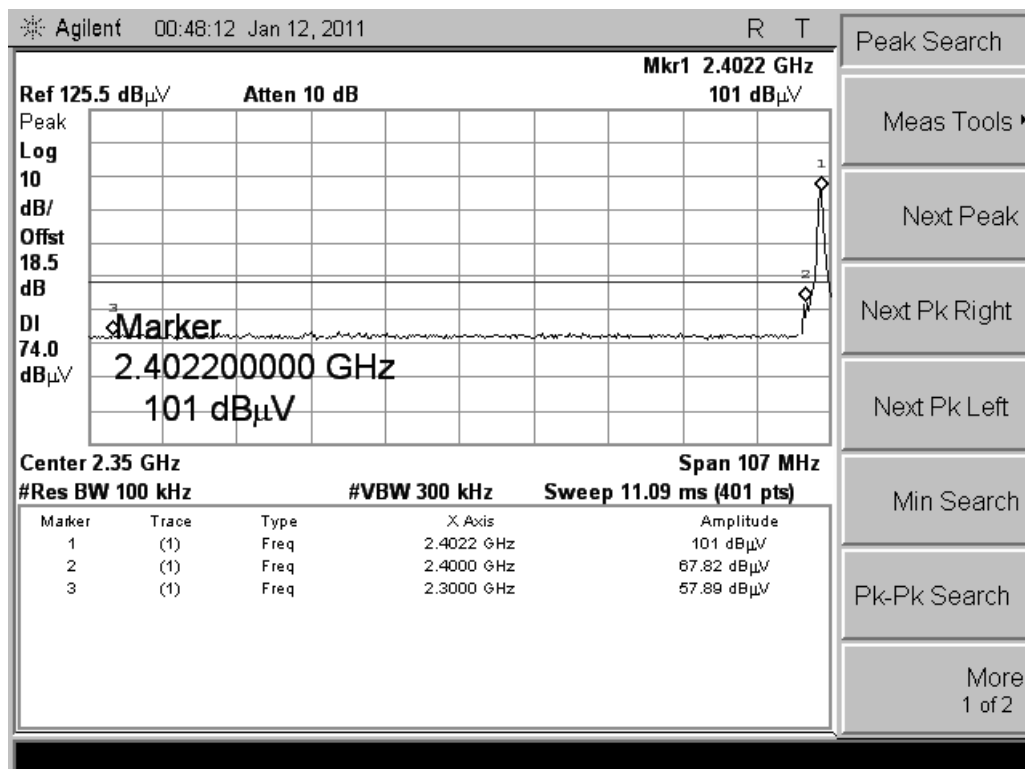 Agilent 00:48:12 Jan 12, 2011 R T
Mkr1 2.4022 GHz
Ref 125.5 dBµV Atten 10 dB 101 dBµV
Peak
Log
10
dB/
Offst
18.5
dB
DI
74.0
dBµV
1
2
3
Marker
2.402200000 GHz
101 dBµV
Center 2.35 GHz Span 107 MHz
#Res BW 100 kHz #VBW 300 kHz Sweep 11.09 ms (401 pts)
Marker Trace Type X Axis Amplitude
1 (1) Freq 2.4022 GHz 101 dBµV
2 (1) Freq 2.4000 GHz 67.82 dBµV
3 (1) Freq 2.3000 GHz 57.89 dBµV
Peak Search
Meas Tools
Next Peak
Next Pk Right
Next Pk Left
Min Search
Pk-Pk Search
More
1 of 2